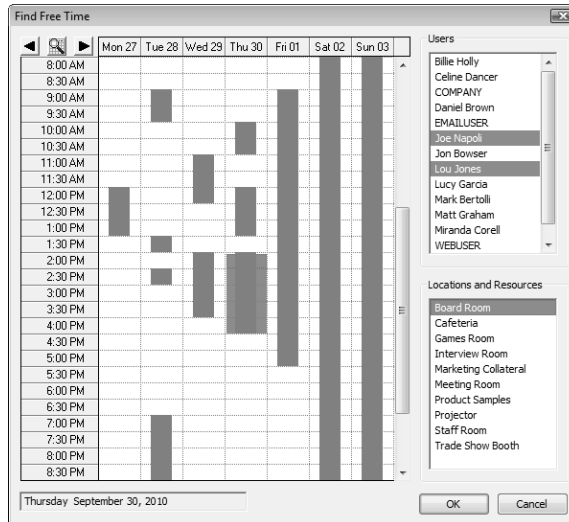 Find Free Time
Mon 27 Tue 28 Wed 29 Thu 30 Fri 01 Sat 02 Sun 03
8:00 AM
8:30 AM
9:00 AM
9:30 AM
10:00 AM
10:30 AM
11:00 AM
11:30 AM
12:00 PM
12:30 PM
1:00 PM
1:30 PM
2:00 PM
2:30 PM
3:00 PM
3:30 PM
4:00 PM
4:30 PM
5:00 PM
5:30 PM
6:00 PM
6:30 PM
7:00 PM
7:30 PM
8:00 PM
8:30 PM
Thursday September 30, 2010
Users
Billie Holly
Celine Dancer
COMPANY
Daniel Brown
EMAILUSER
Joe Napoli
Jon Bowser
Lou Jones
Lucy Garcia
Mark Bertolli
Matt Graham
Miranda Corell
WEBUSER
Locations and Resources
Board Room
Cafeteria
Games Room
Interview Room
Marketing Collateral
Meeting Room
Product Samples
Projector
Staff Room
Trade Show Booth
OK
Cancel